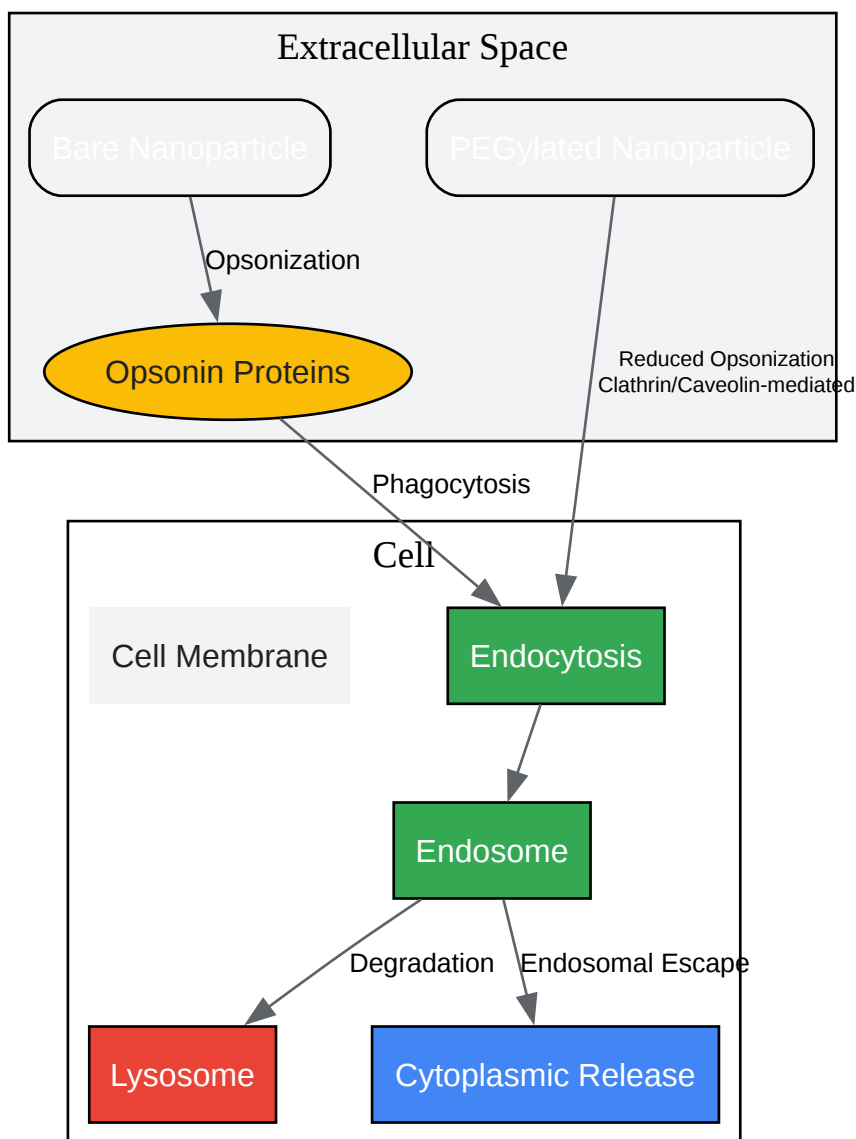 Extracellular Space
Bare Nanoparticle
PEGylated Nanoparticle
Opsonization
Opsonin Proteins
Reduced Opsonization
Clathrin/Caveolin-mediated
Phagocytosis
Cell
Cell Membrane
Endocytosis
Endosome
Degradation
Endosomal Escape
Lysosome
Cytoplasmic Release